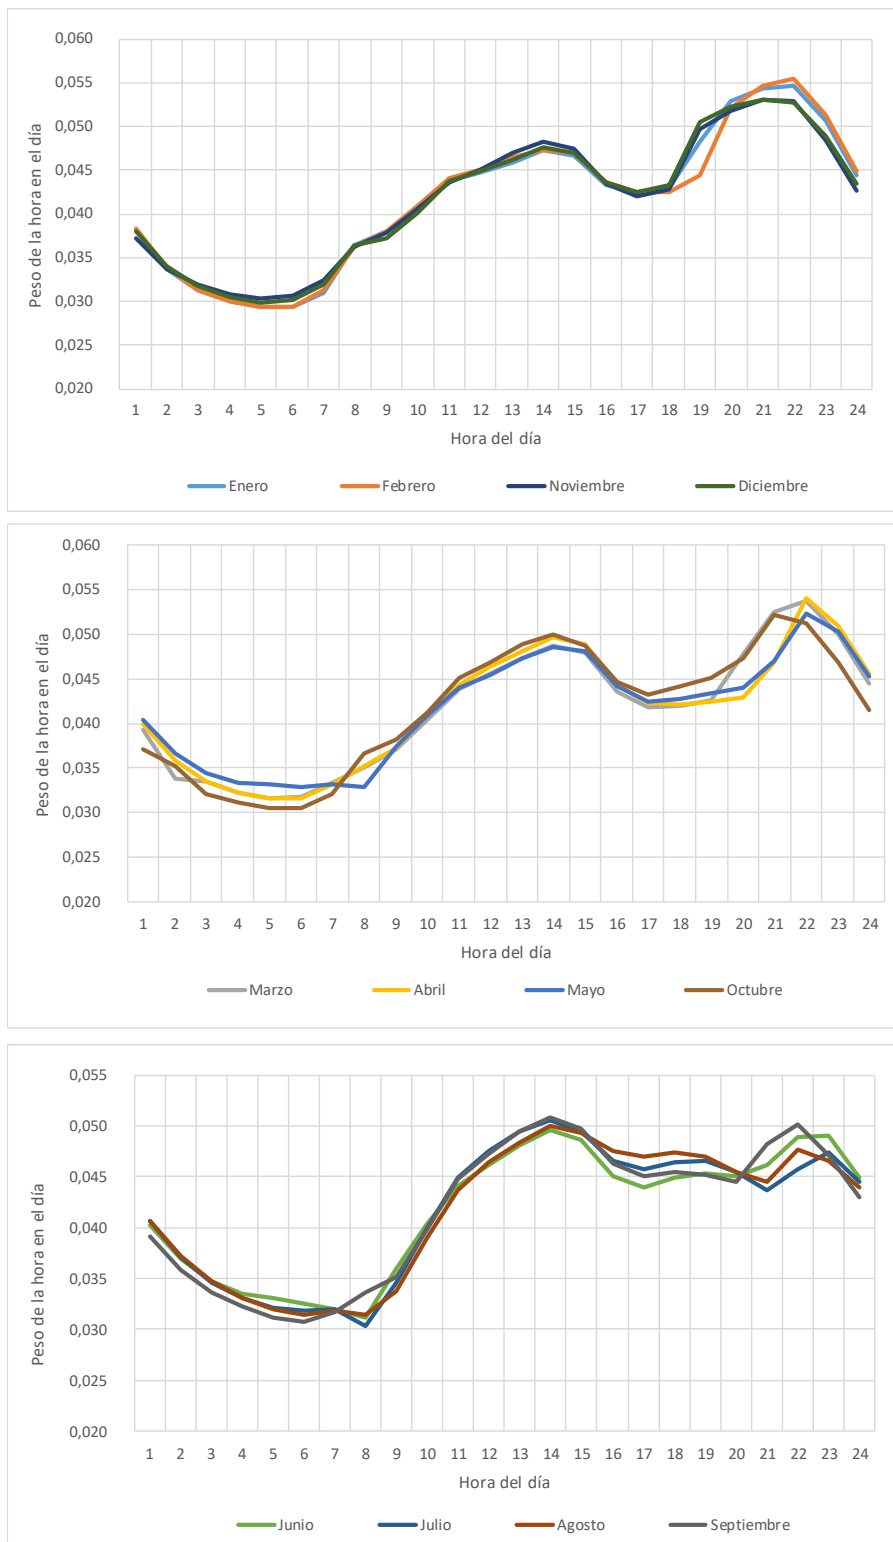 0,060
0,055
0,050
0,045
0,040
0,035
0,030
0,025
0,020
Peso de la hora en el día
1 2 3 4 5 6 7 8 9 10 11 12 13 14 15 16 17 18 19 20 21 22 23 24
Hora del día
Enero Febrero Noviembre Diciembre
0,060
0,055
0,050
0,045
0,040
0,035
0,030
0,025
0,020
Peso de la hora en el día
1 2 3 4 5 6 7 8 9 10 11 12 13 14 15 16 17 18 19 20 21 22 23 24
Hora del día
Marzo Abril Mayo Octubre
0,055
0,050
0,045
0,040
0,035
0,030
0,025
0,020
Peso de la hora en el día
1 2 3 4 5 6 7 8 9 10 11 12 13 14 15 16 17 18 19 20 21 22 23 24
Hora del día
Junio Julio Agosto Septiembre